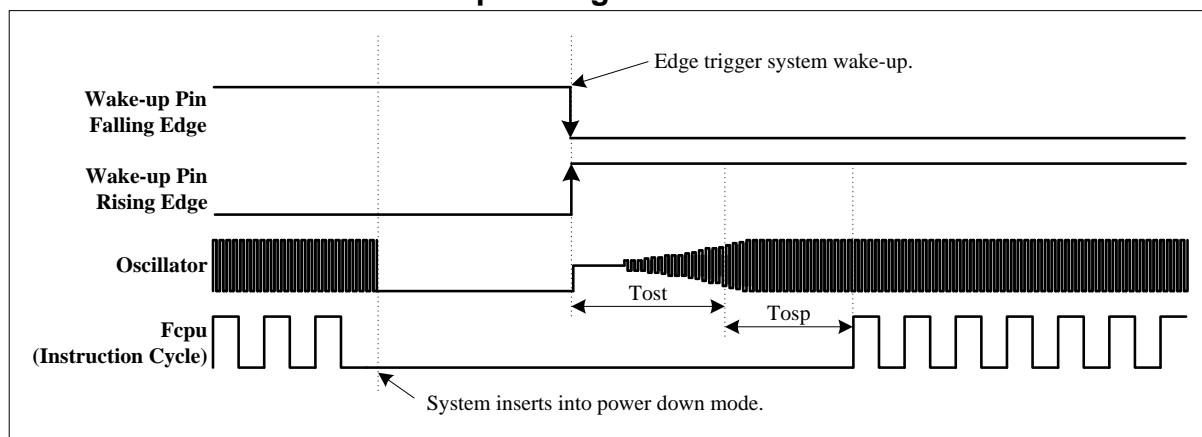 Edge trigger system wake-up.
Wake-up Pin
Falling Edge
Wake-up Pin
Rising Edge
Oscillator
Tost
Tosp
Fcpu
(Instruction Cycle)
System inserts into power down mode.